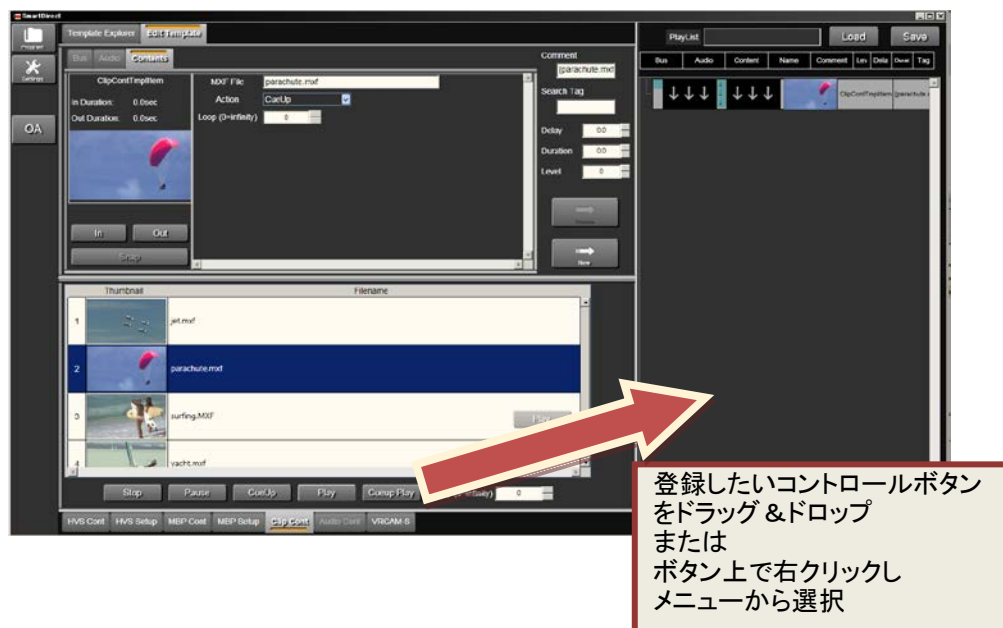 SmartDirect
Template Explorer
Edit Template
PlayList
Load
Save
Settings
OA
Bus
Audio
Contents
Comment
(parachute.mxf
Search Tag
Delay
0.0
Duration
0.0
Level
0
New
ClipContTmplItem
In Duration:
0.0sec
Out Duration:
0.0sec
In
Out
Snap
MXF File
parachute.mxf
Action
CueUp
Loop (0=infinity)
0
Bus
Audio
Content
Name
Comment
Len
Dela
Tag
ClipContTmplItem
(parachute.
Thumbnail
Filename
1
jet.mxf
2
parachute.mxf
3
surfing.MXF
Play
4
yacht.mxf
Stop
Pause
CueUp
Play
Cueup Play
0
HVS Cont
HVS Setup
MBP Cont
MBP Setup
Clip Cont
Audio Cont
VRCAM-S
登録したいコントロールボタン
をドラッグ &ドロップ
または
ボタン上で右クリックし
メニューから選択